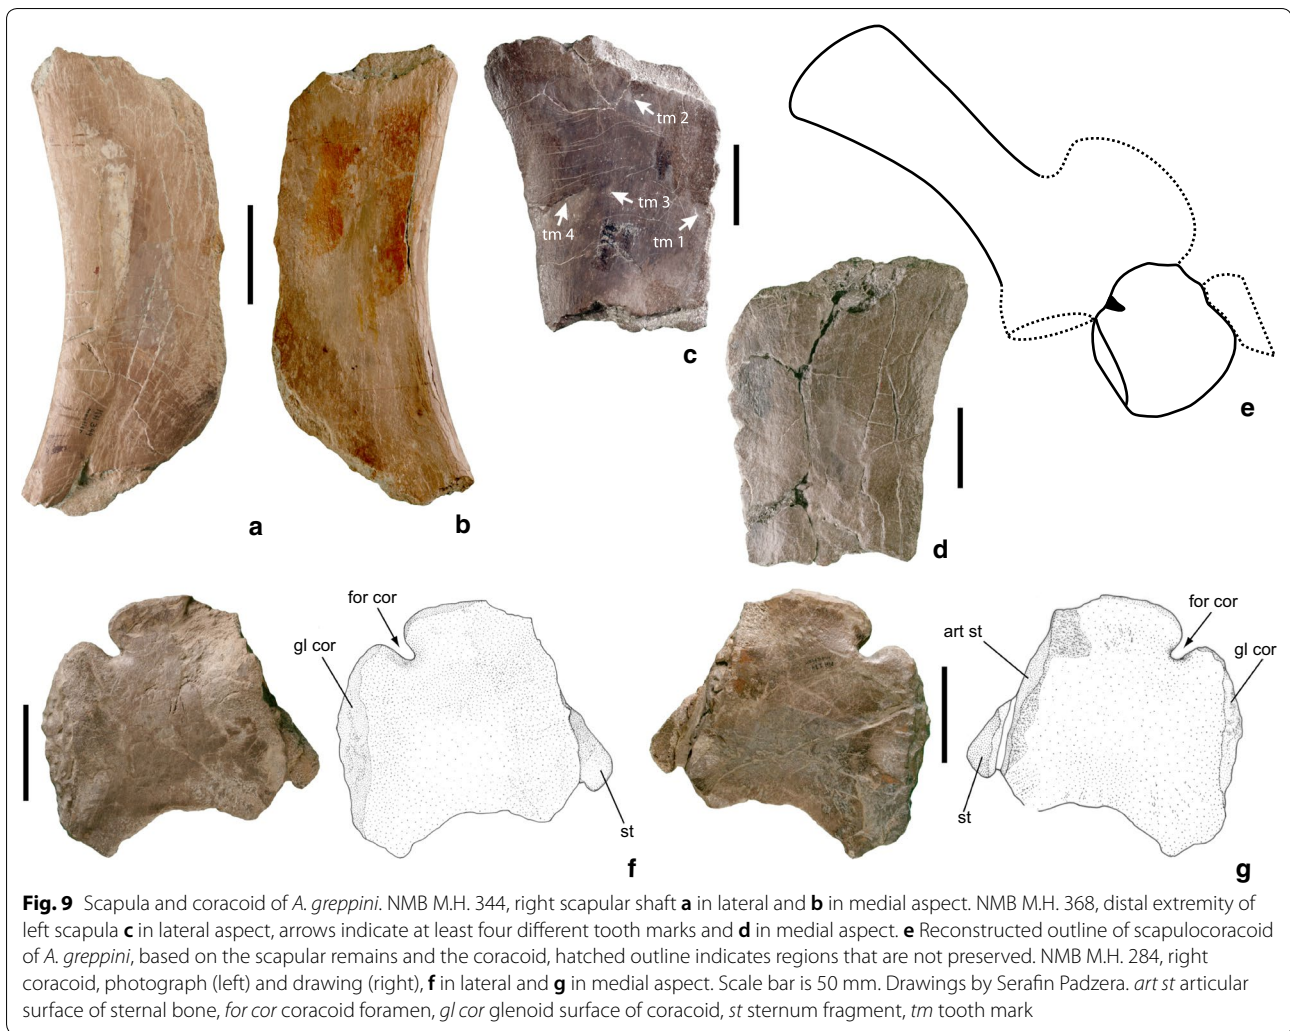 a
b
tm 2
tm 3
tm 4
tm 1
c
d
e
for cor
gl cor
st
f
for cor
art st
gl cor
st
g
Fig. 9 Scapula and coracoid of A. greppini. NMB M.H. 344, right scapular shaft a in lateral and b in medial aspect. NMB M.H. 368, distal extremity of
left scapula c in lateral aspect, arrows indicate at least four different tooth marks and d in medial aspect. e Reconstructed outline of scapulocoracoid
of A. greppini, based on the scapular remains and the coracoid, hatched outline indicates regions that are not preserved. NMB M.H. 284, right
coracoid, photograph (left) and drawing (right), f in lateral and g in medial aspect. Scale bar is 50 mm. Drawings by Serafin Padzera. art st articular
surface of sternal bone, for cor coracoid foramen, gl cor glenoid surface of coracoid, st sternum fragment, tm tooth mark